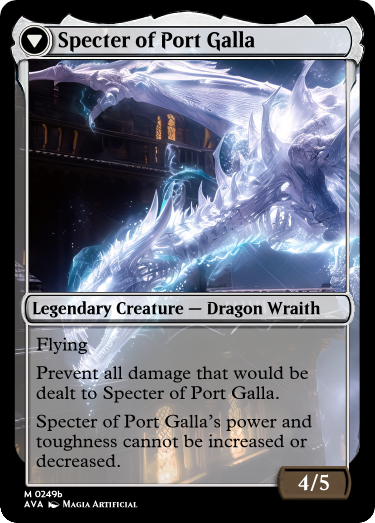 Specter of Port Galla
Legendary Creature — Dragon Wraith
Flying
Prevent all damage that would be
dealt to Specter of Port Galla.
Specter of Port Galla's power and
toughness cannot be increased or
decreased.
4/5
M 0249b
AVA Magia Artificial